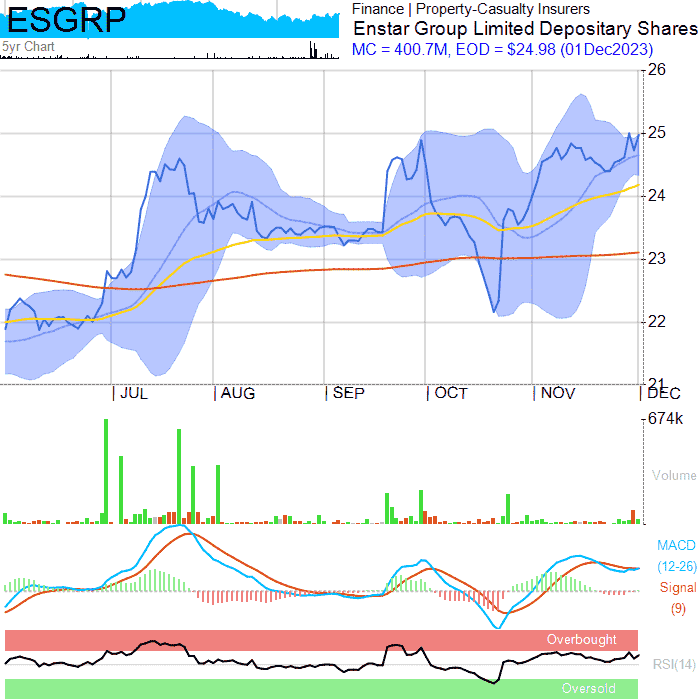 ESGRP
5yr Chart
Finance | Property-Casualty Insurers
Enstar Group Limited Depositary Shares
MC = 400.7M, EOD = $24.98 (01Dec2023)
26
25
24
23
22
21
JUL AUG SEP OCT NOV DEC
674k
Volume
MACD
(12-26)
Signal
(9)
Overbought
RSI(14)
Oversold